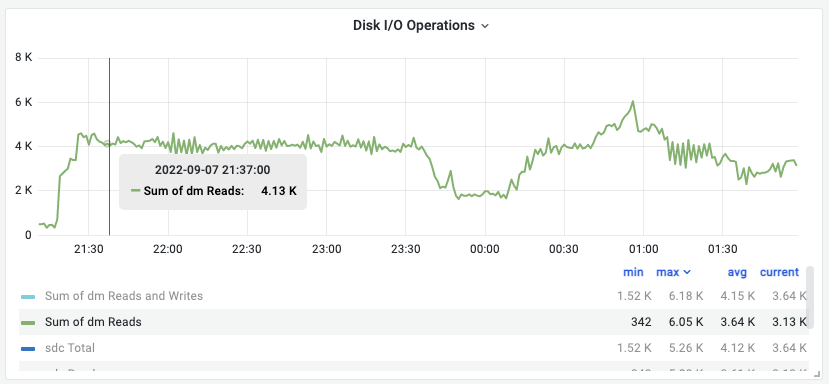 Disk I/O Operations
8 K
6 K
4 K
2 K
0
2022-09-07 21:37:00
Sum of dm Reads: 4.13 K
21:30 22:00 22:30 23:00 23:30 00:00 00:30 01:00 01:30
min max avg current
Sum of dm Reads and Writes 1.52 K 6.18 K 4.15 K 3.64 K
Sum of dm Reads 342 6.05 K 3.64 K 3.13 K
sdc Total 1.52 K 5.26 K 4.12 K 3.64 K